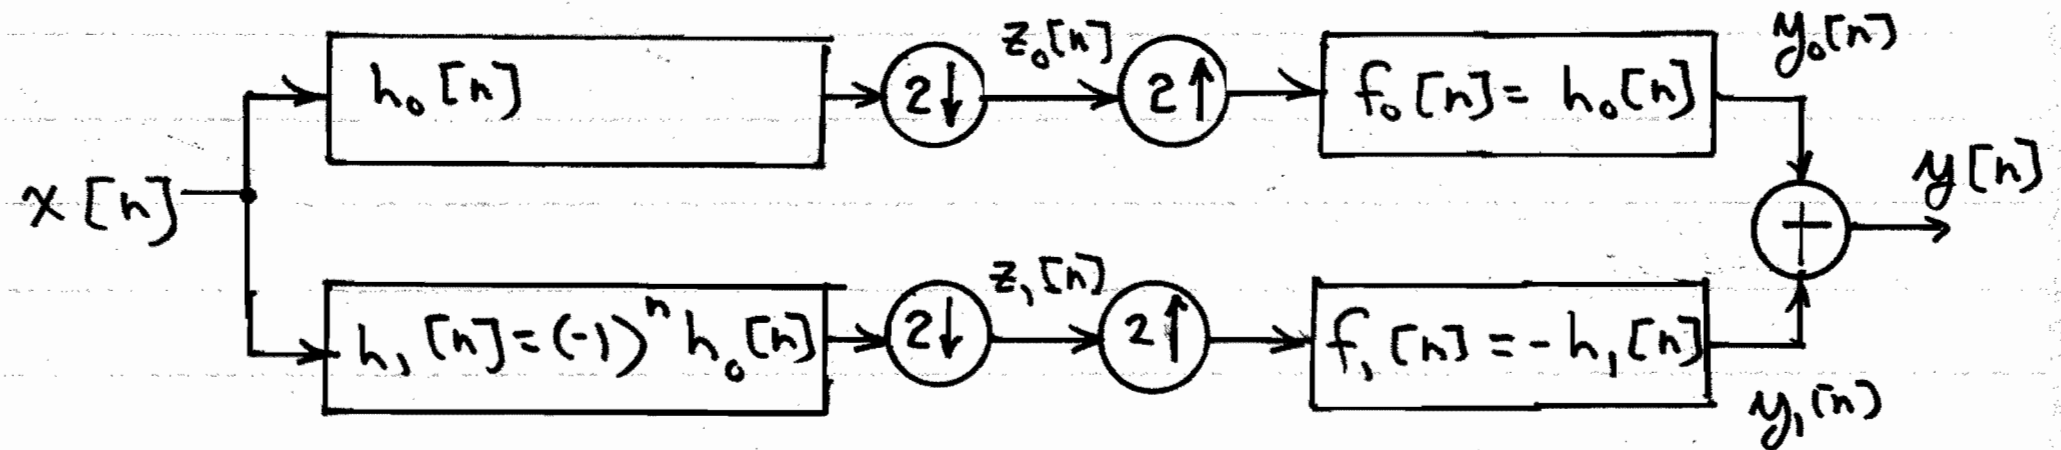 h₀[n]
2↓
z₀[n]
2↑
f₀[n] = h₀[n]
y₀[n]
x[n]
+
y[n]
h₁[n] = (-1)ⁿ h₀[n]
2↓
z₁[n]
2↑
f₁[n] = -h₁[n]
y₁[n]